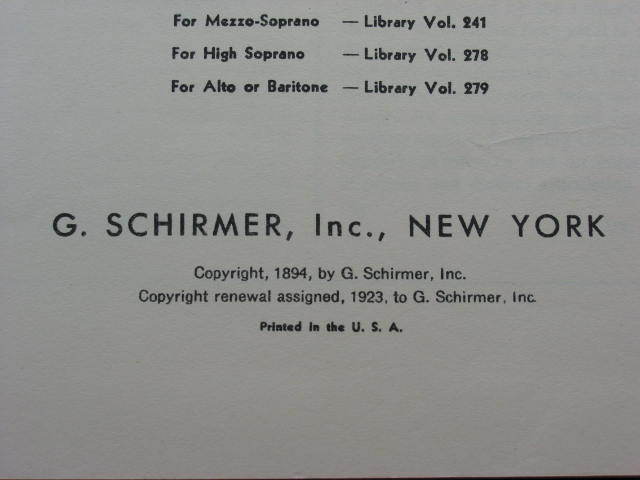 For Mezzo-Soprano — Library Vol. 241
For High Soprano — Library Vol. 278
For Alto or Baritone — Library Vol. 279
G. SCHIRMER, Inc., NEW YORK
Copyright, 1894, by G. Schirmer, Inc.
Copyright renewal assigned, 1923, to G. Schirmer, Inc.
Printed in the U. S. A.